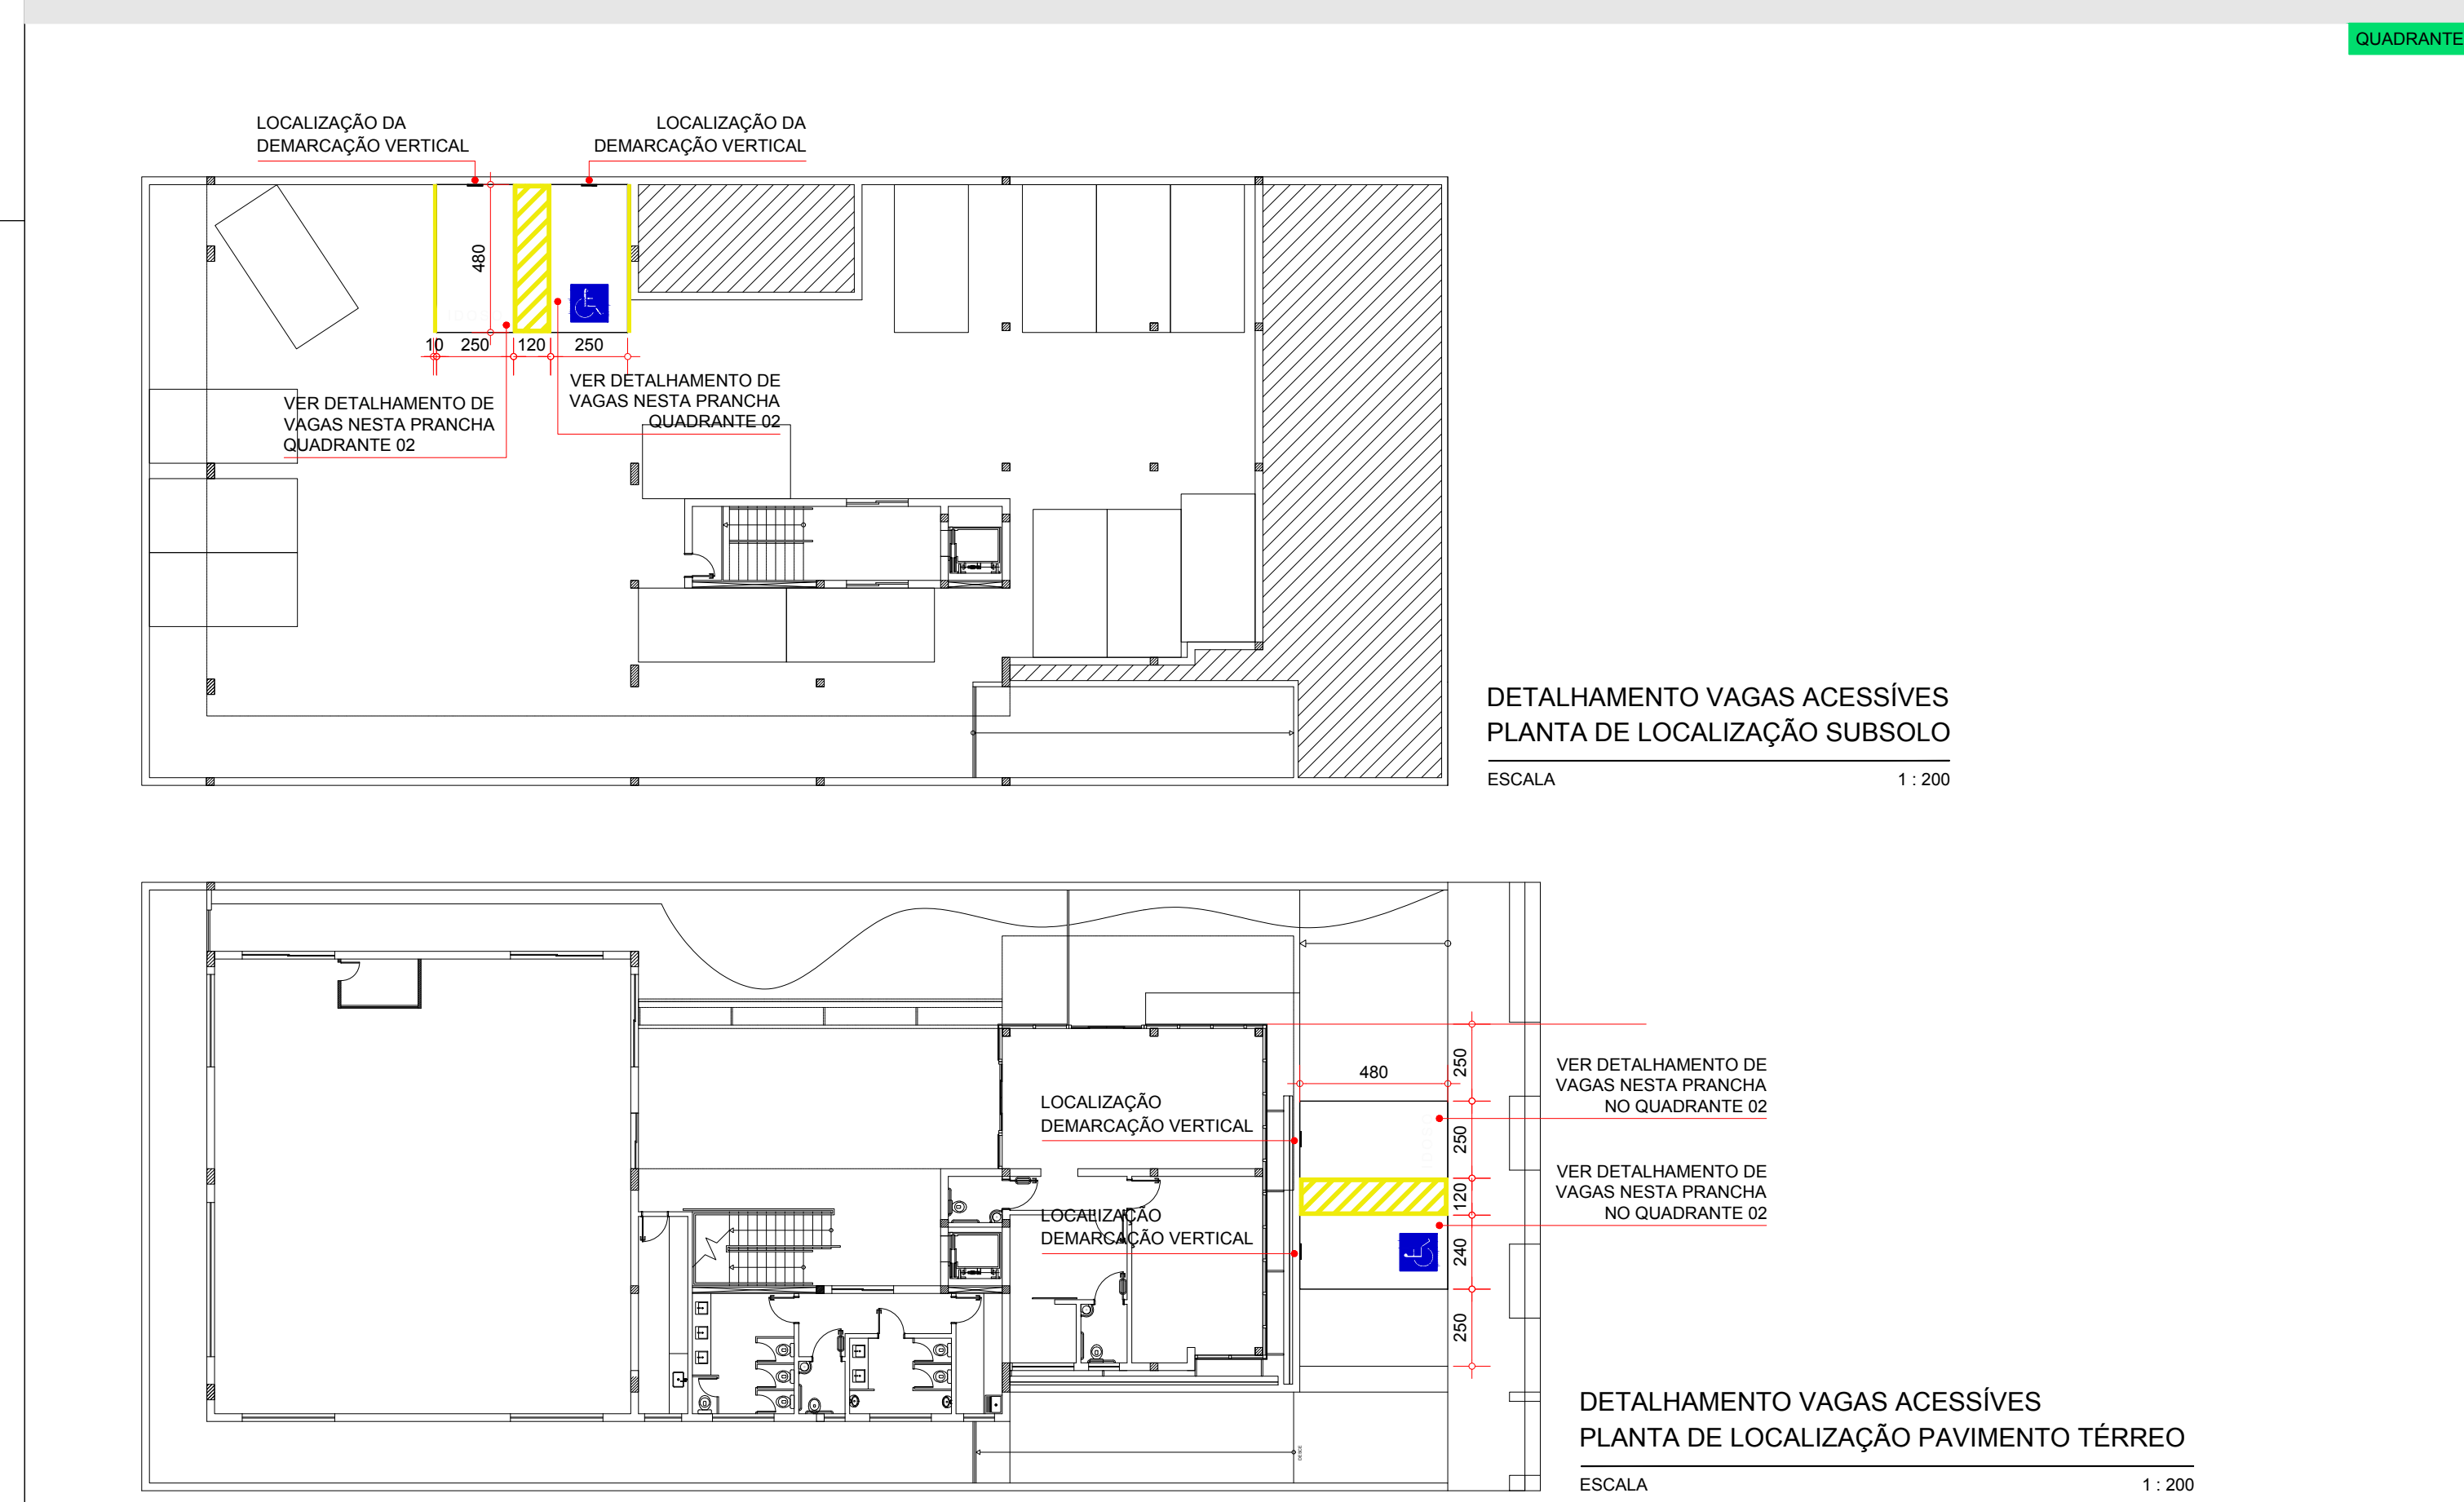 QUADRANTE
LOCALIZAÇÃO DA
DEMARCAÇÃO VERTICAL
LOCALIZAÇÃO DA
DEMARCAÇÃO VERTICAL
480
10
250
120
250
VER DETALHAMENTO DE
VAGAS NESTA PRANCHA
QUADRANTE 02
VER DETALHAMENTO DE
VAGAS NESTA PRANCHA
QUADRANTE 02
DETALHAMENTO VAGAS ACESSÍVES
PLANTA DE LOCALIZAÇÃO SUBSOLO
ESCALA 1 : 200
480
250
250
120
240
250
VER DETALHAMENTO DE
VAGAS NESTA PRANCHA
NO QUADRANTE 02
LOCALIZAÇÃO
DEMARCAÇÃO VERTICAL
VER DETALHAMENTO DE
VAGAS NESTA PRANCHA
NO QUADRANTE 02
LOCALIZAÇÃO
DEMARCAÇÃO VERTICAL
DESCE
DETALHAMENTO VAGAS ACESSÍVES
PLANTA DE LOCALIZAÇÃO PAVIMENTO TÉRREO
ESCALA 1 : 200